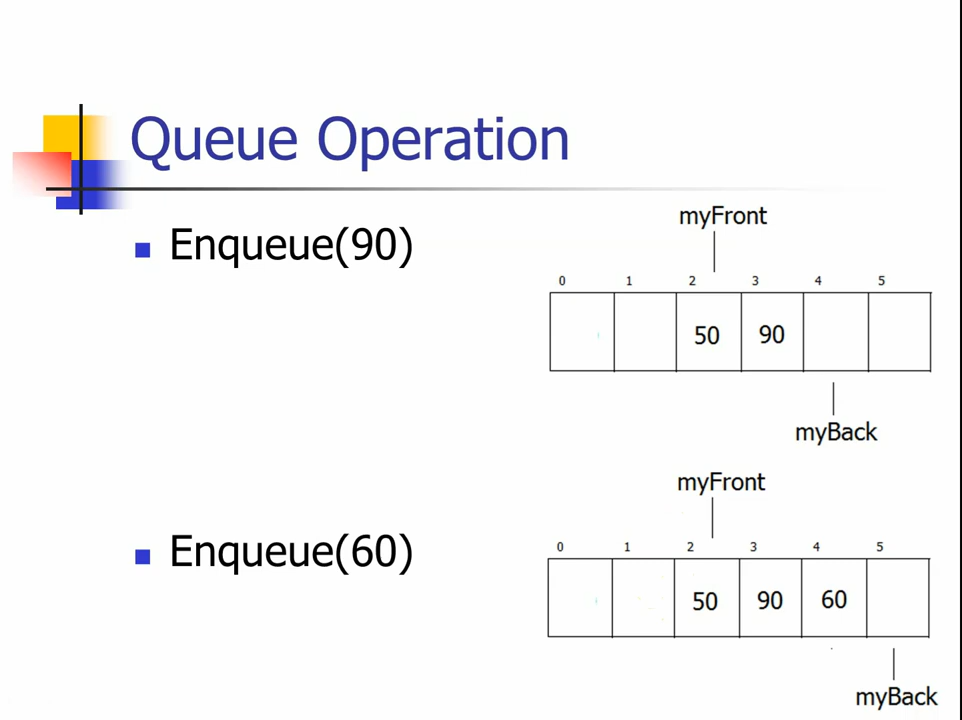 Queue Operation
Enqueue(90)
myFront
0 1 2 3 4 5
50 90
myBack
Enqueue(60)
myFront
0 1 2 3 4 5
50 90 60
myBack